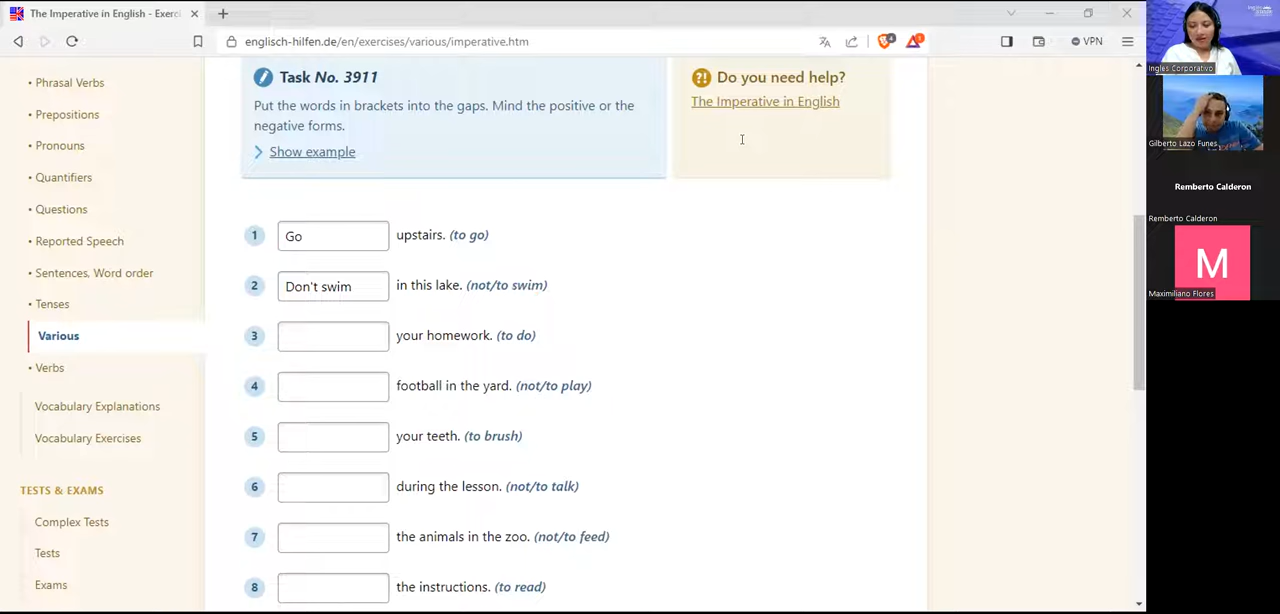 The Imperative in English - Exerci
englisch-hilfen.de/en/exercises/various/imperative.htm
VPN
• Phrasal Verbs
• Prepositions
• Pronouns
• Quantifiers
• Questions
• Reported Speech
• Sentences, Word order
• Tenses
Various
• Verbs
Vocabulary Explanations
Vocabulary Exercises
TESTS & EXAMS
Complex Tests
Tests
Exams
Task No. 3911
Put the words in brackets into the gaps. Mind the positive or the
negative forms.
Show example
Do you need help?
The Imperative in English
1 Go upstairs. (to go)
2 Don't swim in this lake. (not/to swim)
3 your homework. (to do)
4 football in the yard. (not/to play)
5 your teeth. (to brush)
6 during the lesson. (not/to talk)
7 the animals in the zoo. (not/to feed)
8 the instructions. (to read)
Ingles Corporativo
Gilberto Lazo Funes
Remberto Calderon
Remberto Calderon
M
Maximiliano Flores